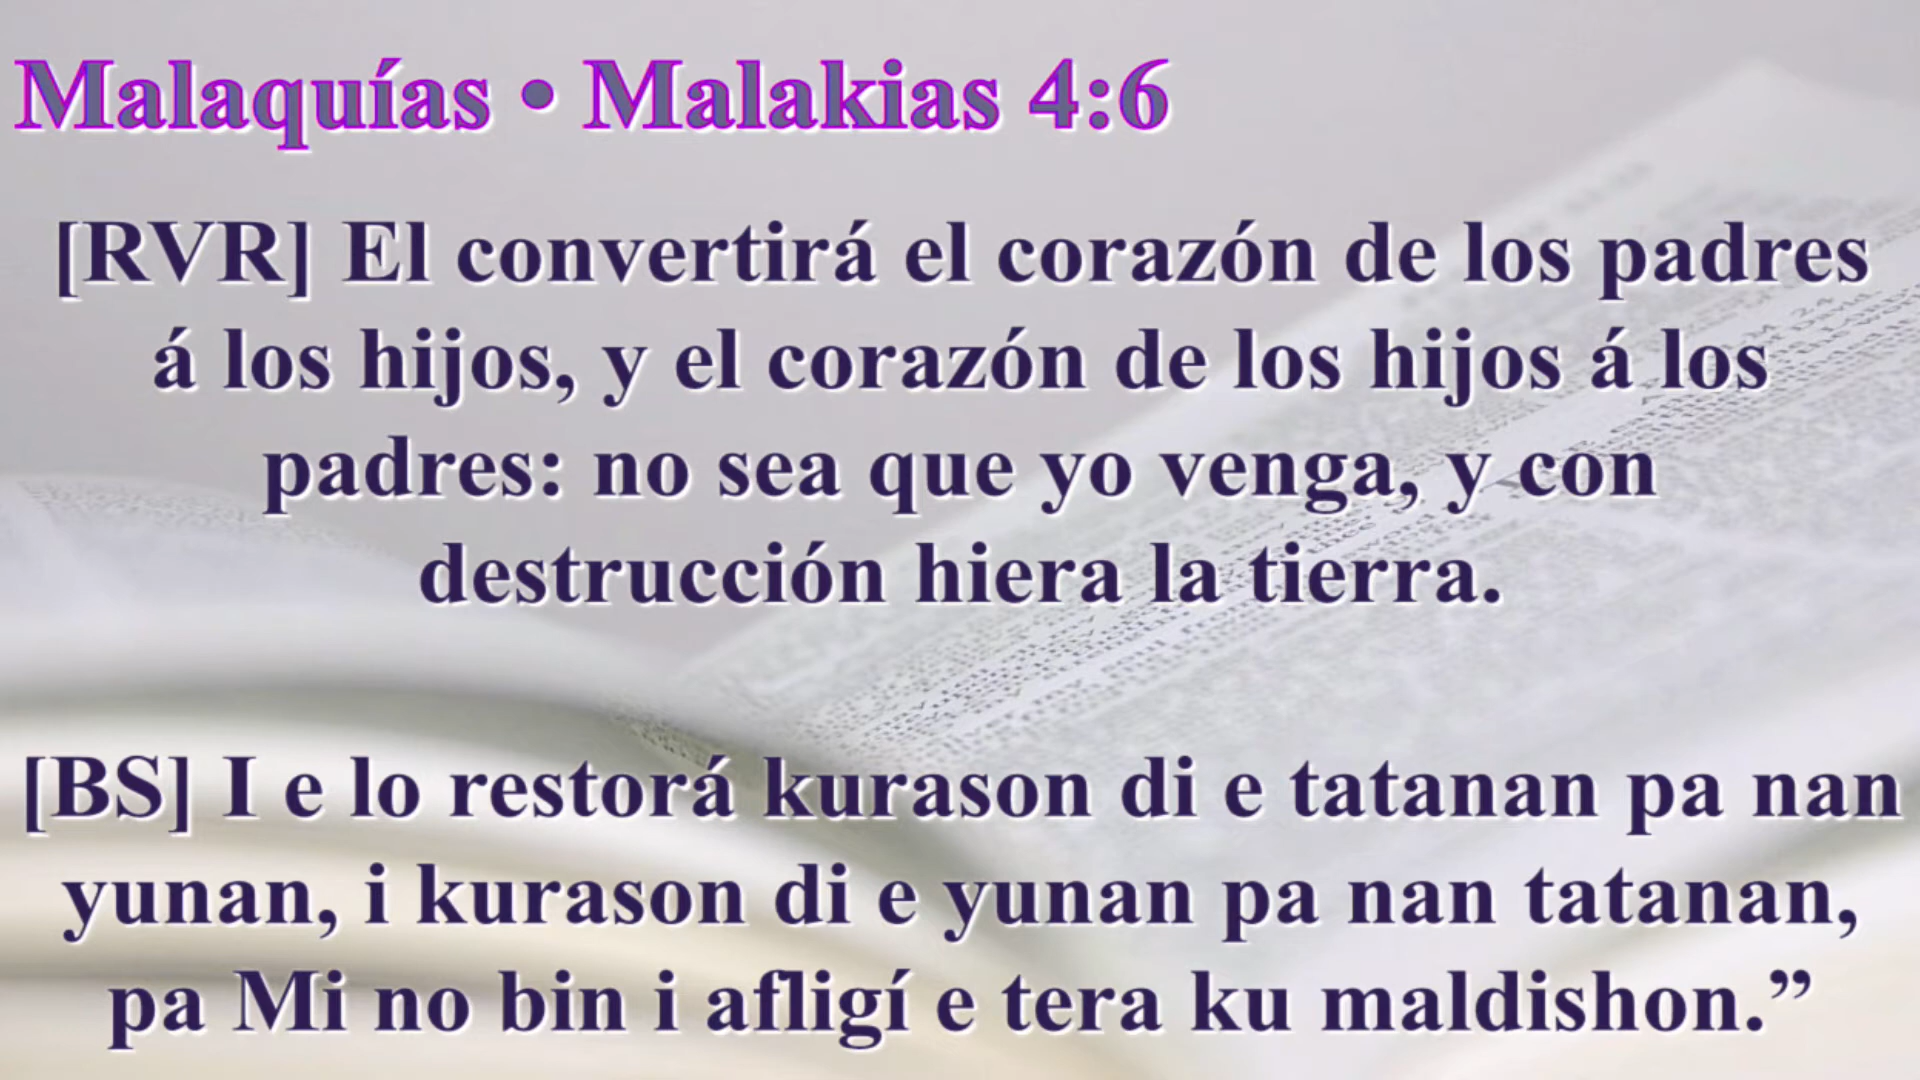 Malaquías • Malakias 4:6
[RVR] El convertirá el corazón de los padres
á los hijos, y el corazón de los hijos á los
padres: no sea que yo venga, y con
destrucción hiera la tierra.
[BS] I e lo restorá kurason di e tatanan pa nan
yunan, i kurason di e yunan pa nan tatanan,
pa Mi no bin i afligí e tera ku maldishon.”